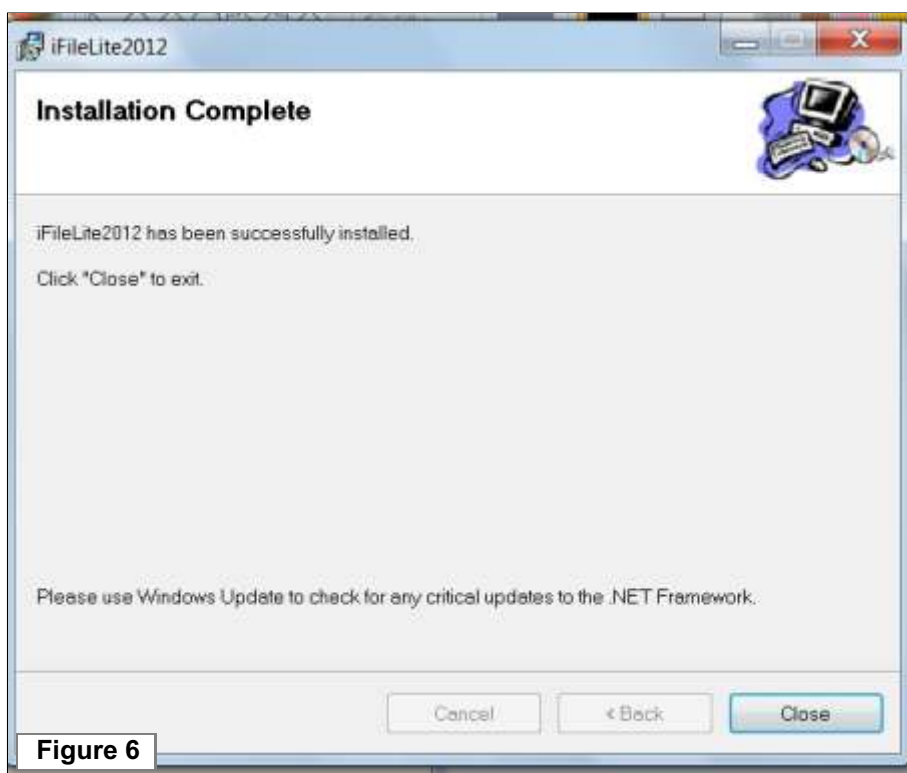 iFileLite2012
Installation Complete
iFileLite2012 has been successfully installed.
Click "Close" to exit.
Please use Windows Update to check for any critical updates to the .NET Framework.
Cancel
< Back
Close
Figure 6